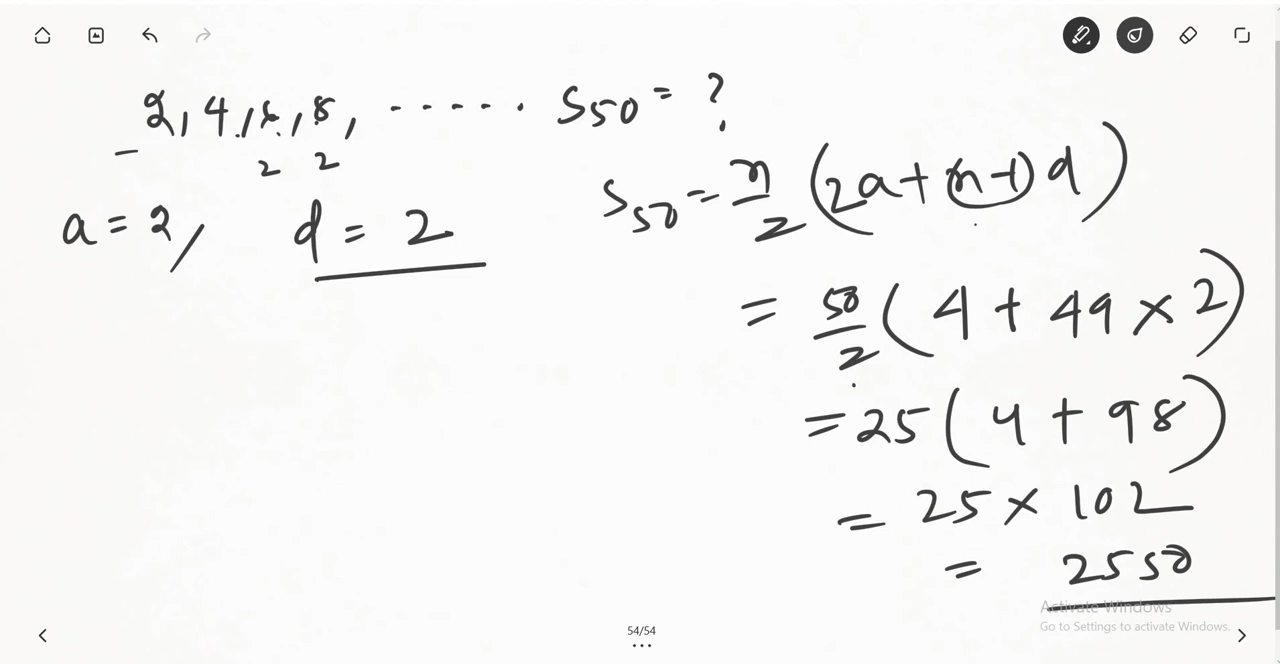 2, 4, 6, 8, ------. S50 = ?
2 2
a = 2, d = 2
S50 = n/2 (2a + (n-1) d)
= 50/2 (4 + 49 × 2)
= 25 (4 + 98)
= 25 × 102
= 2550
Activate Windows
Go to Settings to activate Windows.
54/54